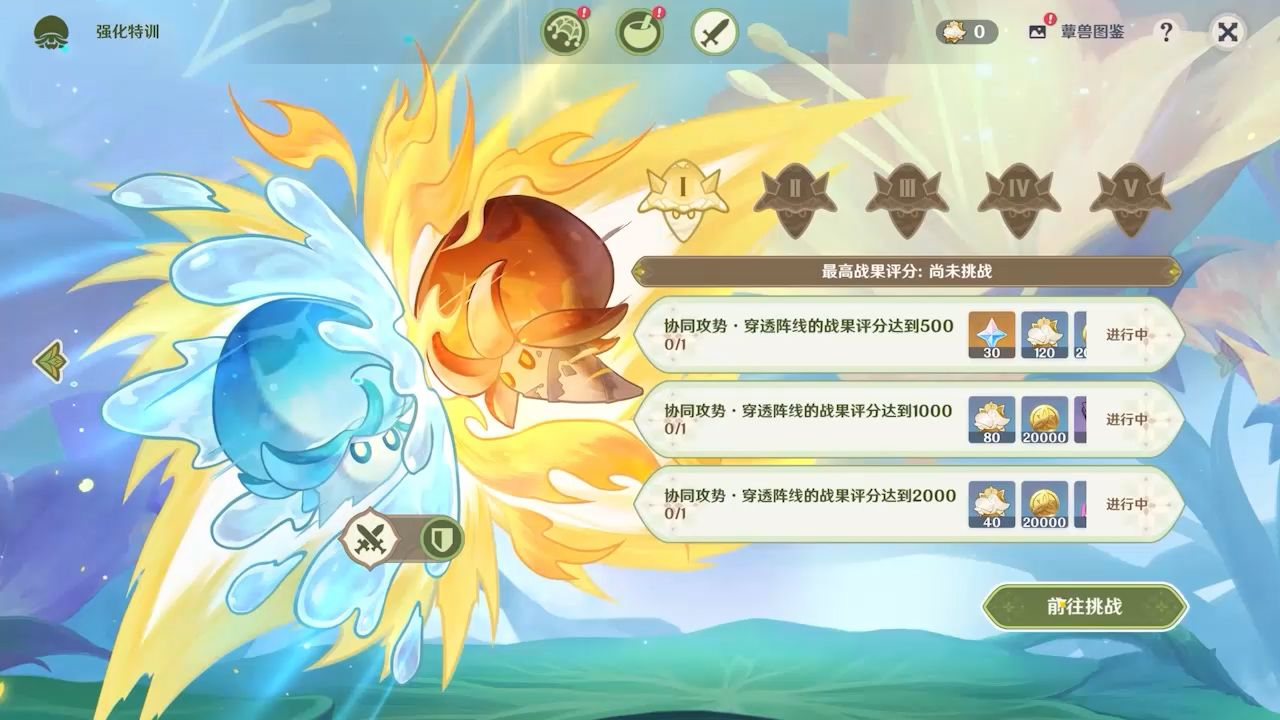 强化特训
0
蕈兽图鉴
?
I
II
III
IV
V
最高战果评分: 尚未挑战
协同攻势·穿透阵线的战果评分达到500
0/1
30
120
进行中
协同攻势·穿透阵线的战果评分达到1000
0/1
80
20000
进行中
协同攻势·穿透阵线的战果评分达到2000
0/1
40
20000
进行中
前往挑战